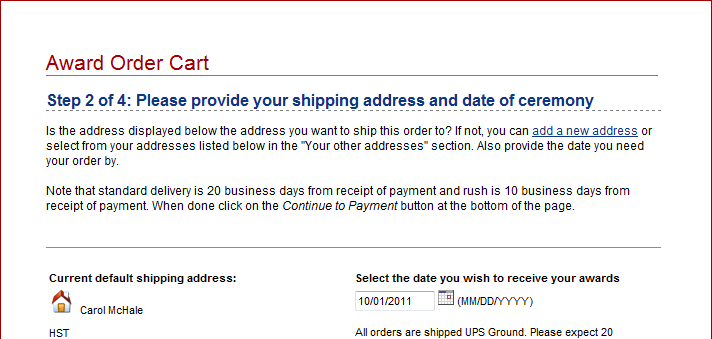 Award Order Cart
Step 2 of 4: Please provide your shipping address and date of ceremony
Is the address displayed below the address you want to ship this order to? If not, you can add a new address or
select from your addresses listed below in the "Your other addresses" section. Also provide the date you need
your order by.
Note that standard delivery is 20 business days from receipt of payment and rush is 10 business days from
receipt of payment. When done click on the Continue to Payment button at the bottom of the page.
Current default shipping address:
Carol McHale
HST
Select the date you wish to receive your awards
10/01/2011 (MM/DD/YYYY)
All orders are shipped UPS Ground. Please expect 20